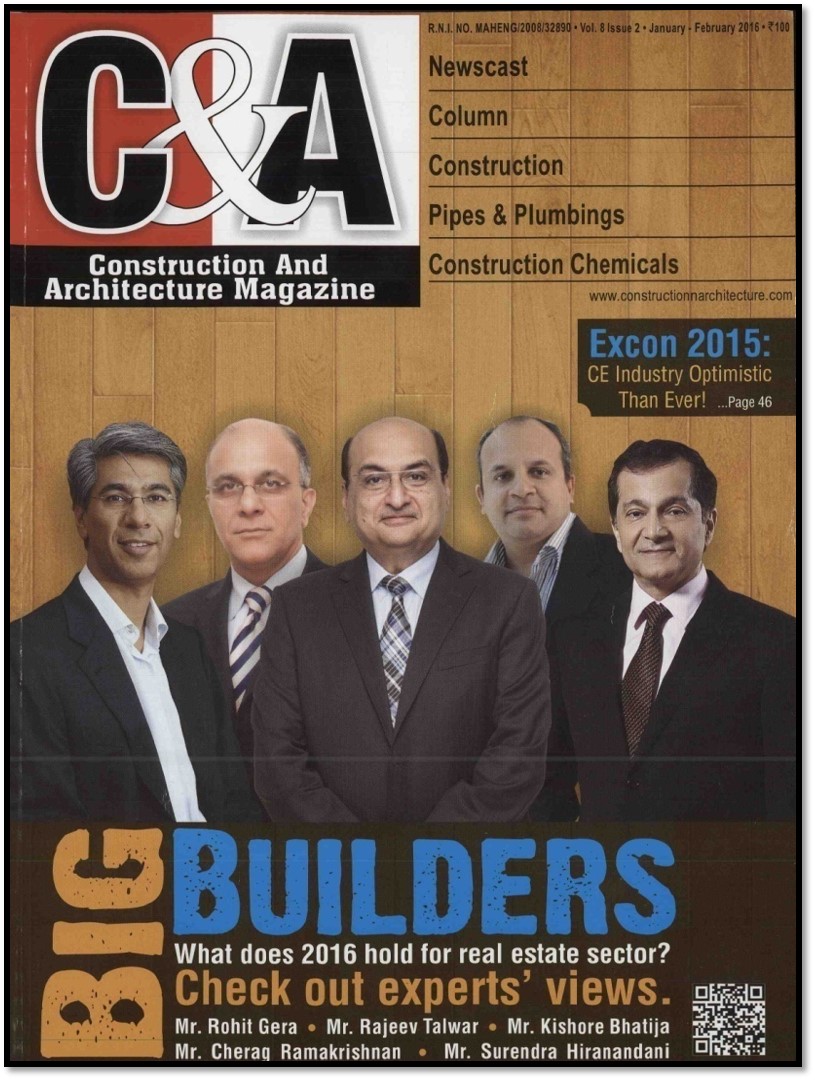 R.N.I. NO. MAHENG/2008/32890 • Vol. 8 Issue 2 • January - February 2016 • ₹100
C&A
Construction And
Architecture Magazine
Newscast
Column
Construction
Pipes & Plumbings
Construction Chemicals
www.constructionnarchitecture.com
Excon 2015:
CE Industry Optimistic
Than Ever! ...Page 46
BIG
BUILDERS
What does 2016 hold for real estate sector?
Check out experts' views.
Mr. Rohit Gera • Mr. Rajeev Talwar • Mr. Kishore Bhatija
Mr. Cherag Ramakrishnan • Mr. Surendra Hiranandani